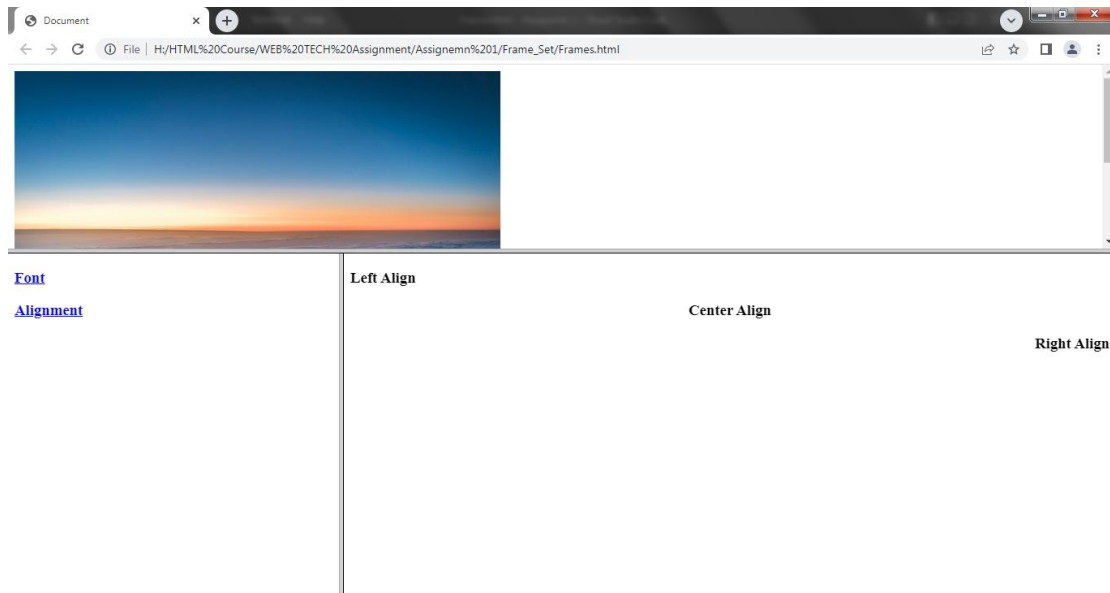 Document
File H:/HTML%20Course/WEB%20TECH%20Assignment/Assignemn%201/Frame_Set/Frames.html
Font
Alignment
Left Align
Center Align
Right Align